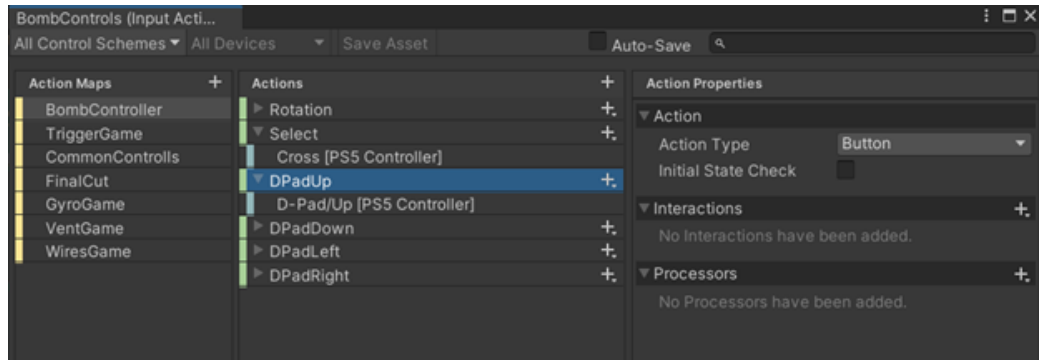 BombControls (Input Acti...
All Control Schemes All Devices Save Asset Auto-Save
Action Maps
BombController
TriggerGame
CommonControlls
FinalCut
GyroGame
VentGame
WiresGame
Actions
Rotation
Select
Cross [PS5 Controller]
DPadUp
D-Pad/Up [PS5 Controller]
DPadDown
DPadLeft
DPadRight
Action Properties
Action
Action Type Button
Initial State Check
Interactions
No Interactions have been added.
Processors
No Processors have been added.